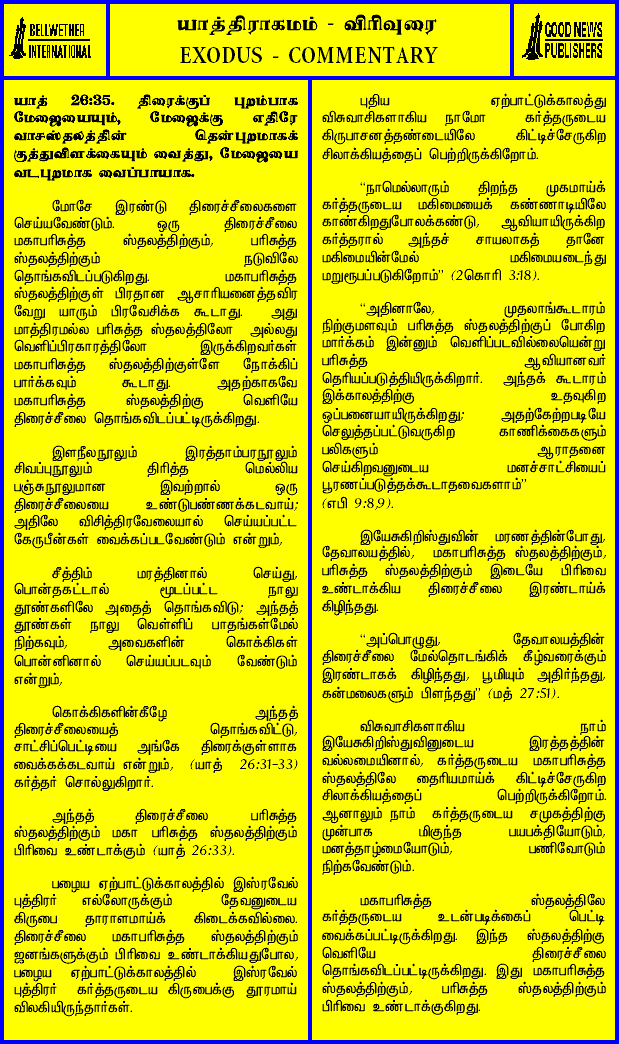 BELLWETHER
INTERNATIONAL
யாத்திராகமம் - விரிவுரை
EXODUS - COMMENTARY
GOOD NEWS
PUBLISHERS
யாத் 26:35. திரைக்குப் புறம்பாக
மேஜையையும், மேஜைக்கு எதிரே
வாசஸ்தலத்தின் தென்புறமாகக்
குத்துவிளக்கையும் வைத்து, மேஜையை
வடபுறமாக வைப்பாயாக.
மோசே இரண்டு திரைச்சீலைகளை
செய்யவேண்டும். ஒரு திரைச்சீலை
மகாபரிசுத்த ஸ்தலத்திற்கும், பரிசுத்த
ஸ்தலத்திற்கும் நடுவிலே
தொங்கவிடப்படுகிறது. மகாபரிசுத்த
ஸ்தலத்திற்குள் பிரதான ஆசாரியனைத்தவிர
வேறு யாரும் பிரவேசிக்க கூடாது. அது
மாத்திரமல்ல பரிசுத்த ஸ்தலத்திலோ அல்லது
வெளிப்பிரகாரத்திலோ இருக்கிறவர்கள்
மகாபரிசுத்த ஸ்தலத்திற்குள்ளே நோக்கிப்
பார்க்கவும் கூடாது. அதற்காகவே
மகாபரிசுத்த ஸ்தலத்திற்கு வெளியே
திரைச்சீலை தொங்கவிடப்பட்டிருக்கிறது.
இளநீலநூலும் இரத்தாம்பரநூலும்
சிவப்புநூலும் திரித்த மெல்லிய
பஞ்சுநூலுமான இவற்றால் ஒரு
திரைச்சீலையை உண்டுபண்ணக்கடவாய்;
அதிலே விசித்திரவேலையால் செய்யப்பட்ட
கேருபீன்கள் வைக்கப்படவேண்டும் என்றும்,
சீத்திம் மரத்தினால் செய்து,
பொன்தகட்டால் மூடப்பட்ட நாலு
தூண்களிலே அதைத் தொங்கவிடு; அந்தத்
தூண்கள் நாலு வெள்ளிப் பாதங்கள்மேல்
நிற்கவும், அவைகளின் கொக்கிகள்
பொன்னினால் செய்யப்படவும் வேண்டும்
என்றும்,
கொக்கிகளின்கீழே அந்தத்
திரைச்சீலையைத் தொங்கவிட்டு,
சாட்சிப்பெட்டியை அங்கே திரைக்குள்ளாக
வைக்கக்கடவாய் என்றும், (யாத் 26:31-33)
கர்த்தர் சொல்லுகிறார்.
அந்தத் திரைச்சீலை பரிசுத்த
ஸ்தலத்திற்கும் மகா பரிசுத்த ஸ்தலத்திற்கும்
பிரிவை உண்டாக்கும் (யாத் 26:33).
பழைய ஏற்பாட்டுக்காலத்தில் இஸ்ரவேல்
புத்திரர் எல்லோருக்கும் தேவனுடைய
கிருபை தாராளமாய்க் கிடைக்கவில்லை.
திரைச்சீலை மகாபரிசுத்த ஸ்தலத்திற்கும்
ஜனங்களுக்கும் பிரிவை உண்டாக்கியதுபோல,
பழைய ஏற்பாட்டுக்காலத்தில் இஸ்ரவேல்
புத்திரர் கர்த்தருடைய கிருபைக்கு தூரமாய்
விலகியிருந்தார்கள்.
புதிய ஏற்பாட்டுக்காலத்து
விசுவாசிகளாகிய நாமோ கர்த்தருடைய
கிருபாசனத்தண்டையிலே கிட்டிச்சேருகிற
சிலாக்கியத்தைப் பெற்றிருக்கிறோம்.
“நாமெல்லாரும் திறந்த முகமாய்க்
கர்த்தருடைய மகிமையைக் கண்ணாடியிலே
காண்கிறதுபோலக்கண்டு, ஆவியாயிருக்கிற
கர்த்தரால் அந்தச் சாயலாகத் தானே
மகிமையின்மேல் மகிமையடைந்து
மறுரூபப்படுகிறோம்” (2கொரி 3:18).
“அதினாலே, முதலாங்கூடாரம்
நிற்குமளவும் பரிசுத்த ஸ்தலத்திற்குப் போகிற
மார்க்கம் இன்னும் வெளிப்படவில்லையென்று
பரிசுத்த ஆவியானவர்
தெரியப்படுத்தியிருக்கிறார். அந்தக் கூடாரம்
இக்காலத்திற்கு உதவுகிற
ஒப்பனையாயிருக்கிறது; அதற்கேற்றபடியே
செலுத்தப்பட்டுவருகிற காணிக்கைகளும்
பலிகளும் ஆராதனை
செய்கிறவனுடைய மனச்சாட்சியைப்
பூரணப்படுத்தக்கூடாதவைகளாம்”
(எபி 9:8,9).
இயேசுகிறிஸ்துவின் மரணத்தின்போது,
தேவாலயத்தில், மகாபரிசுத்த ஸ்தலத்திற்கும்,
பரிசுத்த ஸ்தலத்திற்கும் இடையே பிரிவை
உண்டாக்கிய திரைச்சீலை இரண்டாய்க்
கிழிந்தது.
“அப்பொழுது, தேவாலயத்தின்
திரைச்சீலை மேல்தொடங்கிக் கீழ்வரைக்கும்
இரண்டாகக் கிழிந்தது, பூமியும் அதிர்ந்தது,
கன்மலைகளும் பிளந்தது” (மத் 27:51).
விசுவாசிகளாகிய நாம்
இயேசுகிறிஸ்துவினுடைய இரத்தத்தின்
வல்லமையினால், கர்த்தருடைய மகாபரிசுத்த
ஸ்தலத்திலே தைரியமாய்க் கிட்டிச்சேருகிற
சிலாக்கியத்தைப் பெற்றிருக்கிறோம்.
ஆனாலும் நாம் கர்த்தருடைய சமுகத்திற்கு
முன்பாக மிகுந்த பயபக்தியோடும்,
மனத்தாழ்மையோடும், பணிவோடும்
நிற்கவேண்டும்.
மகாபரிசுத்த ஸ்தலத்திலே
கர்த்தருடைய உடன்படிக்கைப் பெட்டி
வைக்கப்பட்டிருக்கிறது. இந்த ஸ்தலத்திற்கு
வெளியே திரைச்சீலை
தொங்கவிடப்பட்டிருக்கிறது. இது மகாபரிசுத்த
ஸ்தலத்திற்கும், பரிசுத்த ஸ்தலத்திற்கும்
பிரிவை உண்டாக்குகிறது.